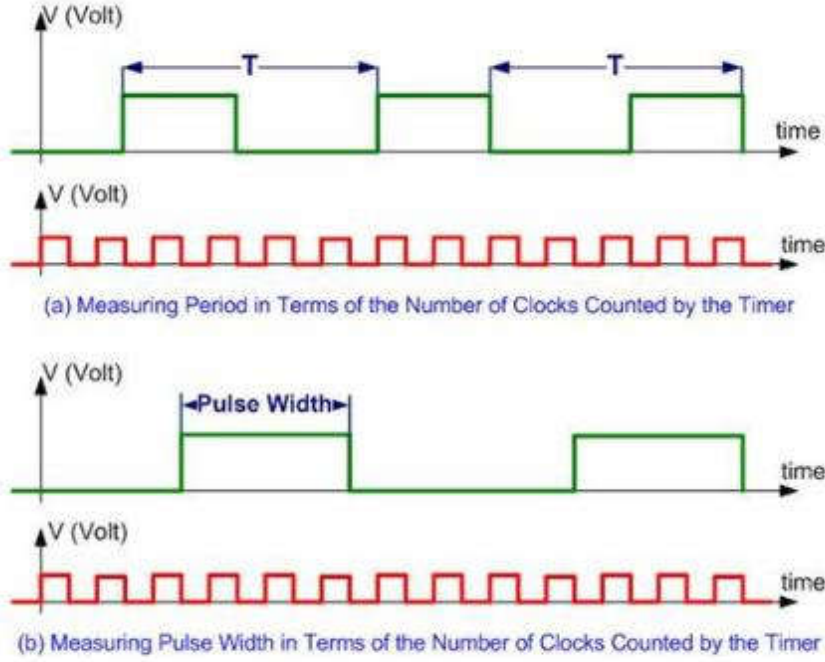 V (Volt)
T
T
time
V (Volt)
time
(a) Measuring Period in Terms of the Number of Clocks Counted by the Timer
V (Volt)
Pulse Width
time
V (Volt)
time
(b) Measuring Pulse Width in Terms of the Number of Clocks Counted by the Timer